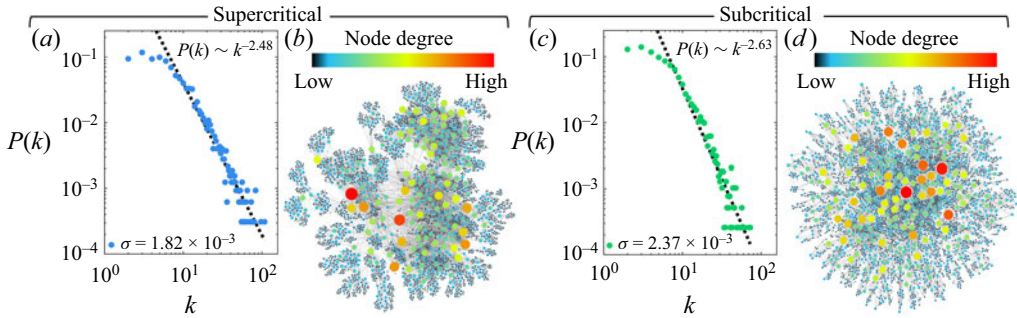 Supercritical
Subcritical
(a)
P(k) ~ k^{-2.48}
10^{-1}
10^{-2}
10^{-3}
10^{-4}
P(k)
σ = 1.82 × 10^{-3}
10^0
10^1
10^2
k
(b)
Node degree
Low
High
(c)
P(k) ~ k^{-2.63}
10^{-1}
10^{-2}
10^{-3}
10^{-4}
P(k)
σ = 2.37 × 10^{-3}
10^0
10^1
10^2
k
(d)
Node degree
Low
High